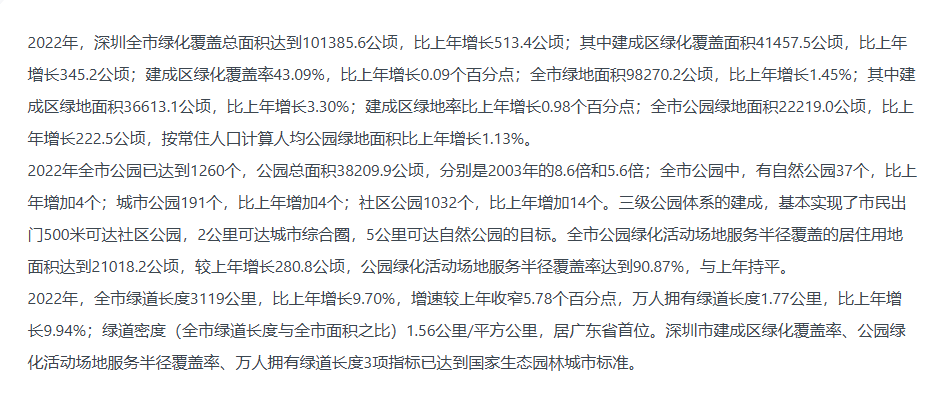 2022年，深圳全市绿化覆盖总面积达到101385.6公顷，比上年增长513.4公顷；其中建成区绿化覆盖面积41457.5公顷，比上年
增长345.2公顷；建成区绿化覆盖率43.09%，比上年增长0.09个百分点；全市绿地面积98270.2公顷，比上年增长1.45%；其中建
成区绿地面积36613.1公顷，比上年增长3.30%；建成区绿地率比上年增长0.98个百分点；全市公园绿地面积22219.0公顷，比上
年增长222.5公顷，按常住人口计算人均公园绿地面积比上年增长1.13%。
2022年全市公园已达到1260个，公园总面积38209.9公顷，分别是2003年的8.6倍和5.6倍；全市公园中，有自然公园37个，比上
年增加4个；城市公园191个，比上年增加4个；社区公园1032个，比上年增加14个。三级公园体系的建成，基本实现了市民出
门500米可达社区公园，2公里可达城市综合圈，5公里可达自然公园的目标。全市公园绿化活动场地服务半径覆盖的居住用地
面积达到21018.2公顷，较上年增长280.8公顷，公园绿化活动场地服务半径覆盖率达到90.87%，与上年持平。
2022年，全市绿道长度3119公里，比上年增长9.70%，增速较上年收窄5.78个百分点，万人拥有绿道长度1.77公里，比上年增
长9.94%；绿道密度（全市绿道长度与全市面积之比）1.56公里/平方公里，居广东省首位。深圳市建成区绿化覆盖率、公园绿
化活动场地服务半径覆盖率、万人拥有绿道长度3项指标已达到国家生态园林城市标准。